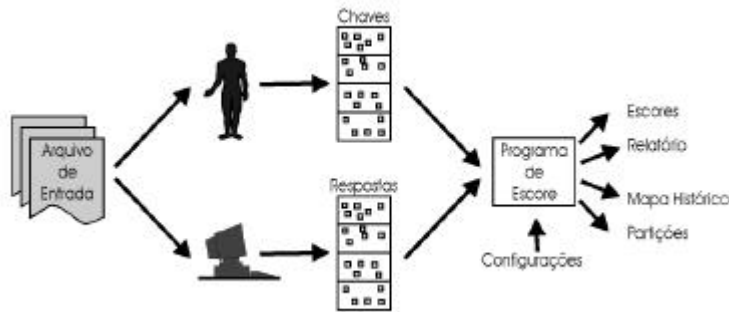 Chaves
Arquivo
de
Entrada
Respostas
Programa
de
Escore
Configurações
Escores
Relatório
Mapa Histórico
Partições